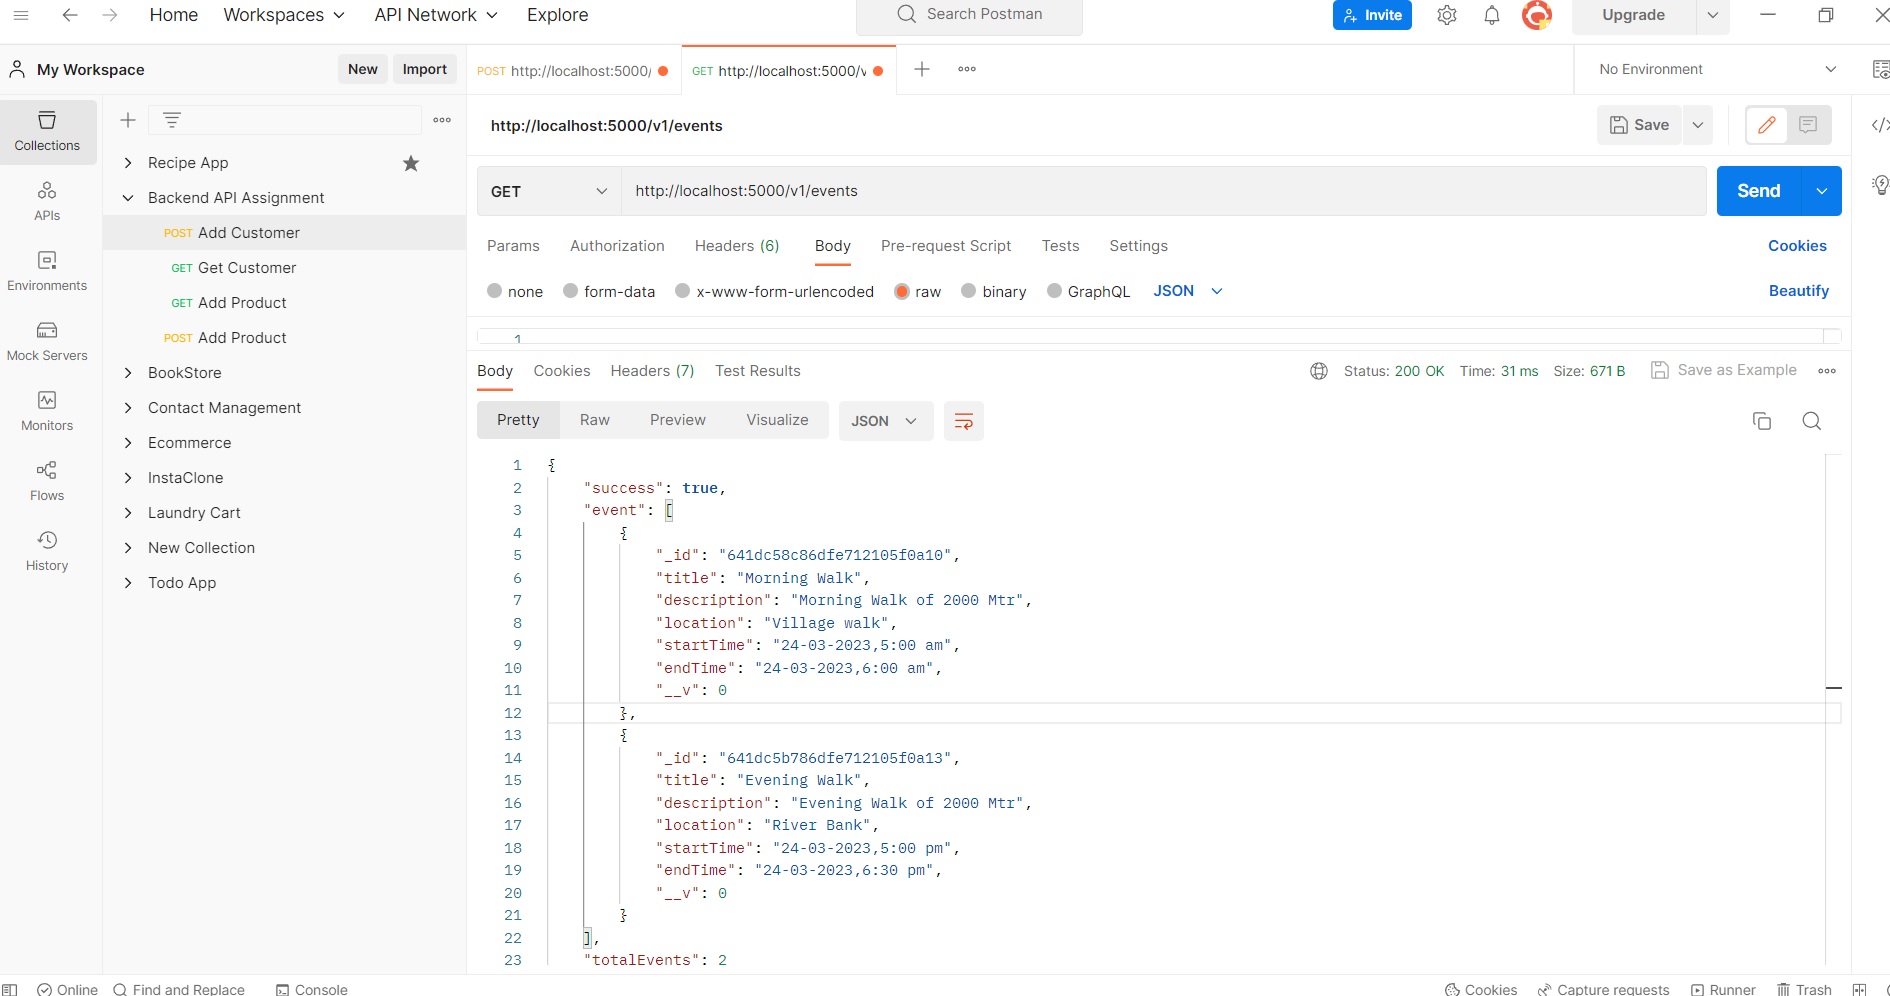 Home Workspaces API Network Explore Search Postman Invite Upgrade
My Workspace New Import POST http://localhost:5000/ GET http://localhost:5000/v No Environment
Collections
APIs
Environments
Mock Servers
Monitors
Flows
History
Recipe App
Backend API Assignment
POST Add Customer
GET Get Customer
GET Add Product
POST Add Product
BookStore
Contact Management
Ecommerce
InstaClone
Laundry Cart
New Collection
Todo App
http://localhost:5000/v1/events Save
GET http://localhost:5000/v1/events Send
Params Authorization Headers (6) Body Pre-request Script Tests Settings Cookies
none form-data x-www-form-urlencoded raw binary GraphQL JSON Beautify
1
Body Cookies Headers (7) Test Results Status: 200 OK Time: 31 ms Size: 671 B Save as Example
Pretty Raw Preview Visualize JSON
1 {
2 "success": true,
3 "event": [
4 {
5 "_id": "641dc58c86dfe712105f0a10",
6 "title": "Morning Walk",
7 "description": "Morning Walk of 2000 Mtr",
8 "location": "Village walk",
9 "startTime": "24-03-2023,5:00 am",
10 "endTime": "24-03-2023,6:00 am",
11 "__v": 0
12 },
13 {
14 "_id": "641dc5b786dfe712105f0a13",
15 "title": "Evening Walk",
16 "description": "Evening Walk of 2000 Mtr",
17 "location": "River Bank",
18 "startTime": "24-03-2023,5:00 pm",
19 "endTime": "24-03-2023,6:30 pm",
20 "__v": 0
21 }
22 ],
23 "totalEvents": 2
Online Find and Replace Console Cookies Capture requests Runner Trash